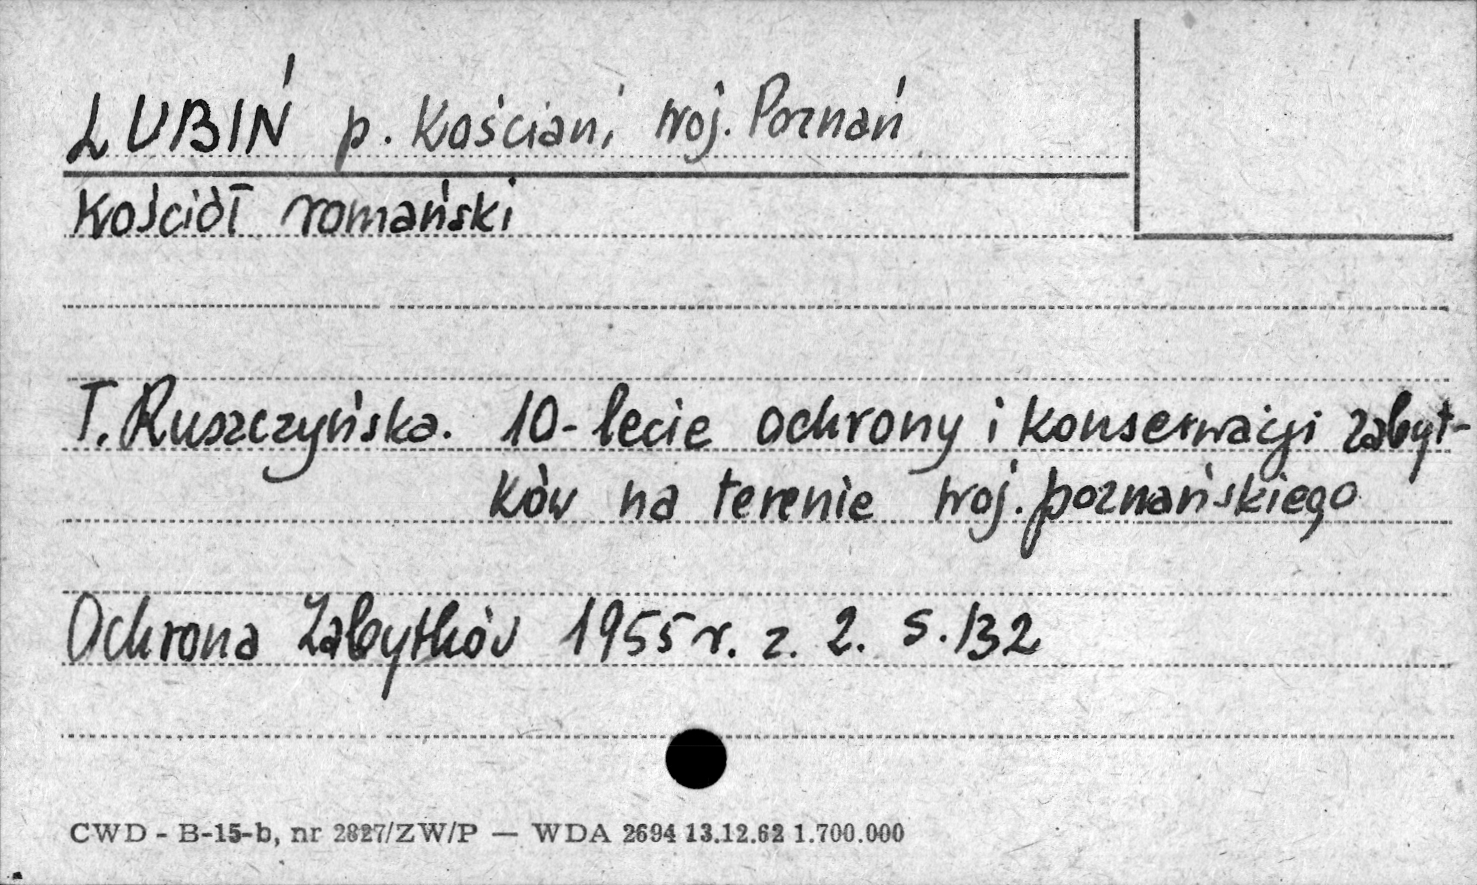 LUBIŃ p. Kościan, woj. Poznań
Kościół romański
T. Ruszczyńska. 10-lecie ochrony i konserwacji zabyt-
ków na terenie woj. poznańskiego
Ochrona Zabytków 1955 r. z. 2. s. 132
CWD - B-15-b, nr 2827/ZW/P — WDA 2694 13.12.62 1.700.000